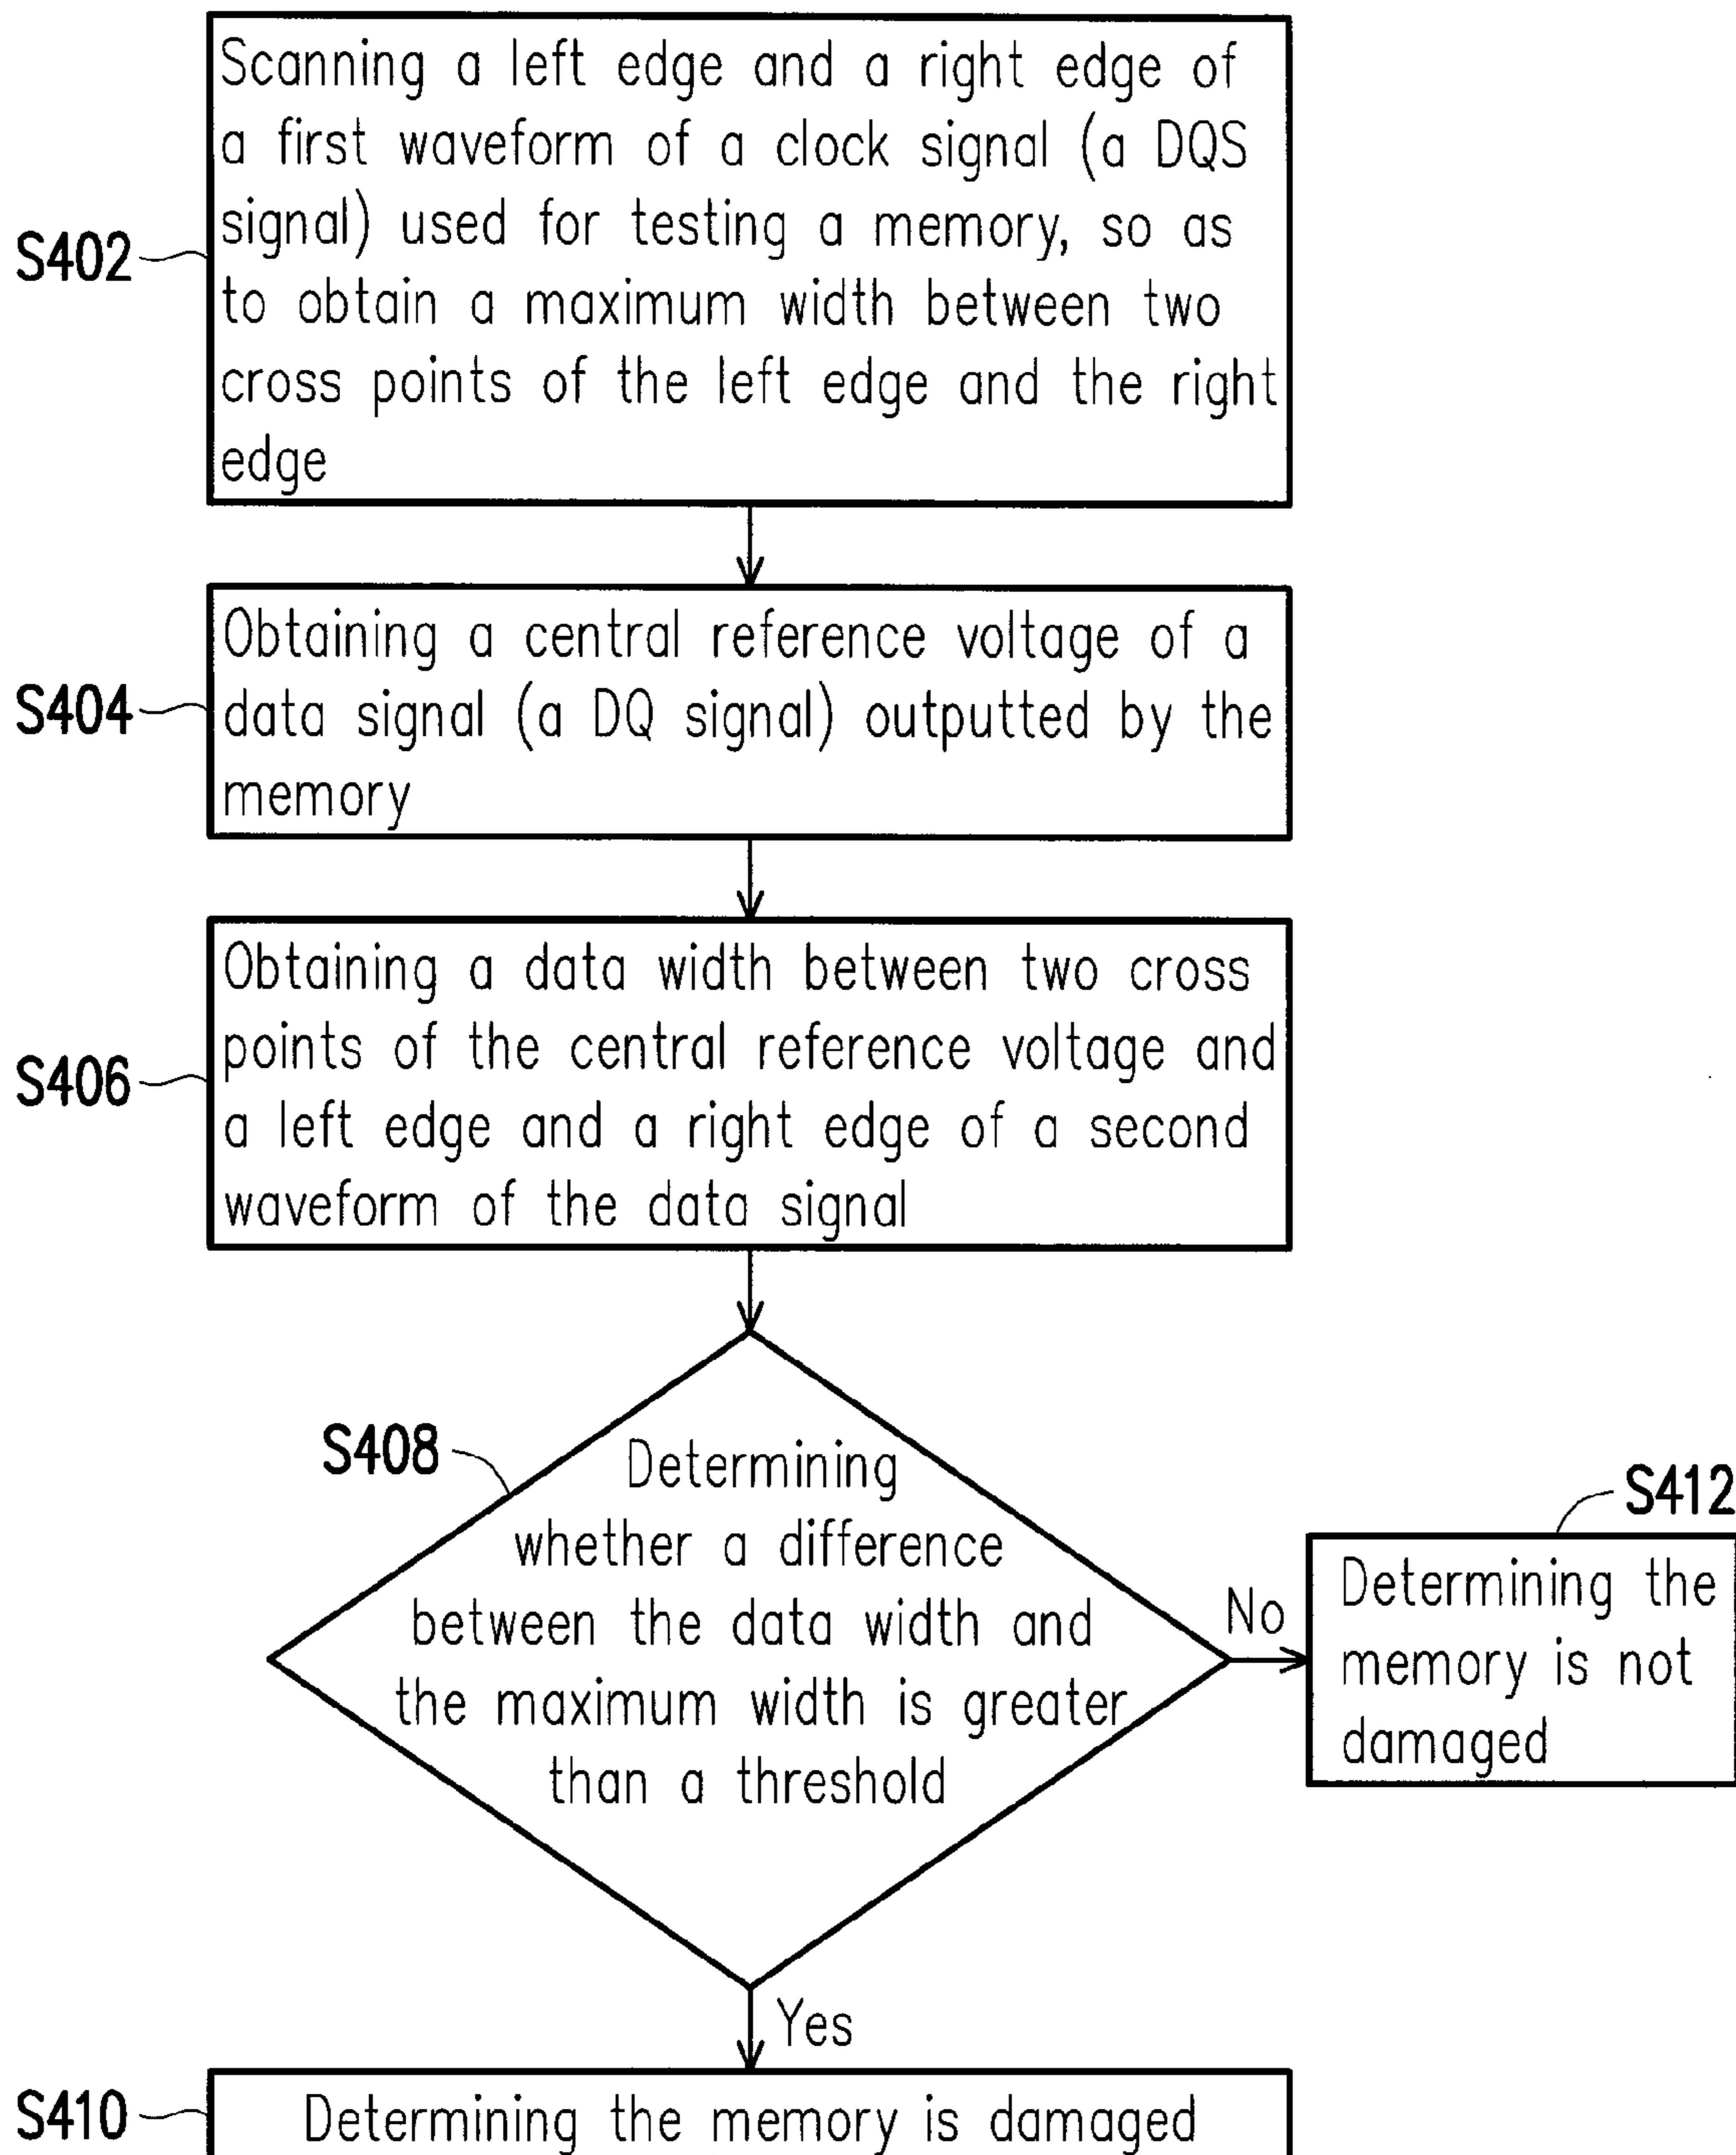 Scanning a left edge and a right edge of
a first waveform of a clock signal (a DQS
signal) used for testing a memory, so as
to obtain a maximum width between two
cross points of the left edge and the right
edge
S402
Obtaining a central reference voltage of a
data signal (a DQ signal) outputted by the
memory
S404
Obtaining a data width between two cross
points of the central reference voltage and
a left edge and a right edge of a second
waveform of the data signal
S406
S408
Determining
whether a difference
between the data width and
the maximum width is greater
than a threshold
No
S412
Determining the
memory is not
damaged
Yes
S410
Determining the memory is damaged